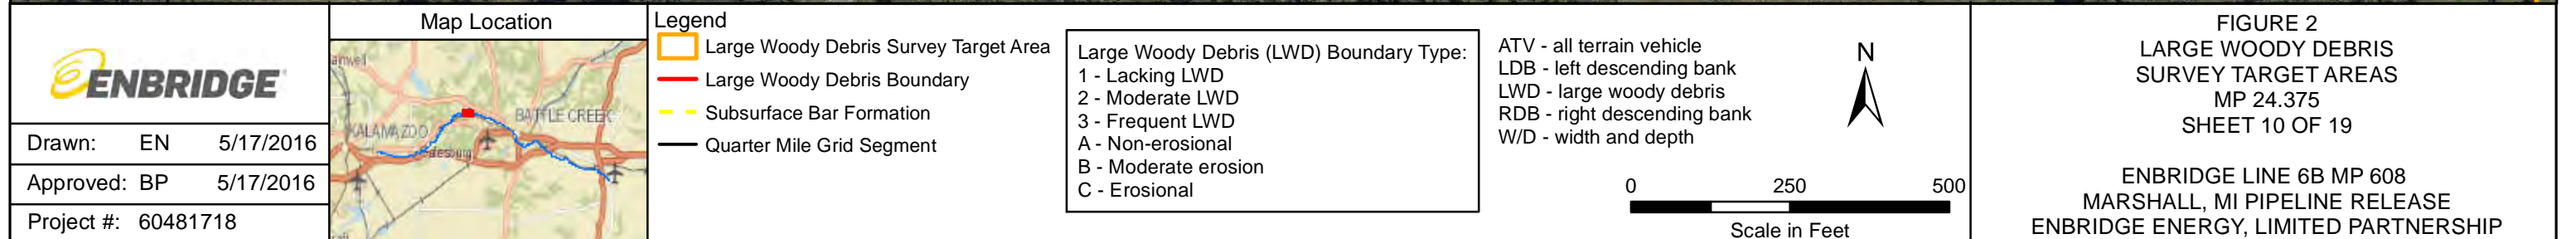 ENBRIDGE
Drawn: EN 5/17/2016
Approved: BP 5/17/2016
Project #: 60481718
Map Location
KALAMAZOO
BATTLE CREEK
Legend
Large Woody Debris Survey Target Area
Large Woody Debris Boundary
Subsurface Bar Formation
Quarter Mile Grid Segment
Large Woody Debris (LWD) Boundary Type:
1 - Lacking LWD
2 - Moderate LWD
3 - Frequent LWD
A - Non-erosional
B - Moderate erosion
C - Erosional
ATV - all terrain vehicle
LDB - left descending bank
LWD - large woody debris
RDB - right descending bank
W/D - width and depth
N
0 250 500
Scale in Feet
FIGURE 2
LARGE WOODY DEBRIS
SURVEY TARGET AREAS
MP 24.375
SHEET 10 OF 19
ENBRIDGE LINE 6B MP 608
MARSHALL, MI PIPELINE RELEASE
ENBRIDGE ENERGY, LIMITED PARTNERSHIP